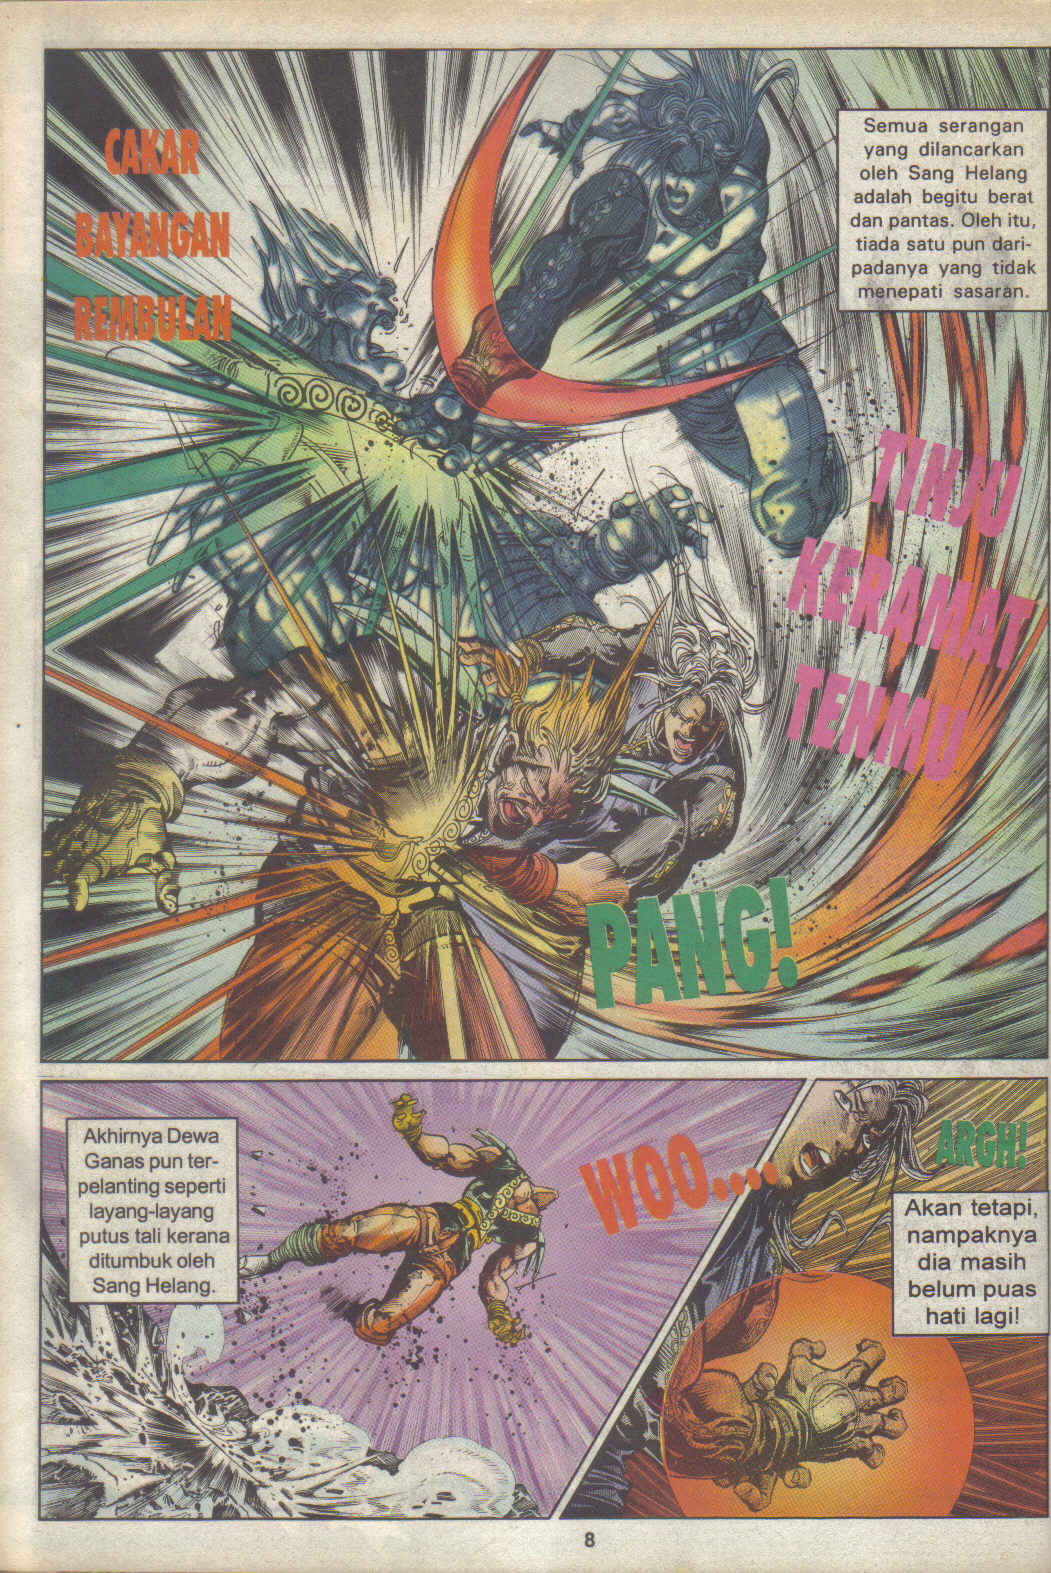 CAKAR
BAYANGAN
REMBULAN
Semua serangan
yang dilancarkan
oleh Sang Helang
adalah begitu berat
dan pantas. Oleh itu,
tiada satu pun dari-
padanya yang tidak
menepati sasaran.
TINJU
KERAMAT
TENMU
PANG!
Akhirnya Dewa
Ganas pun ter-
pelanting seperti
layang-layang
putus tali kerana
ditumbuk oleh
Sang Helang.
WOO....
ARGH!
Akan tetapi,
nampaknya
dia masih
belum puas
hati lagi!
8